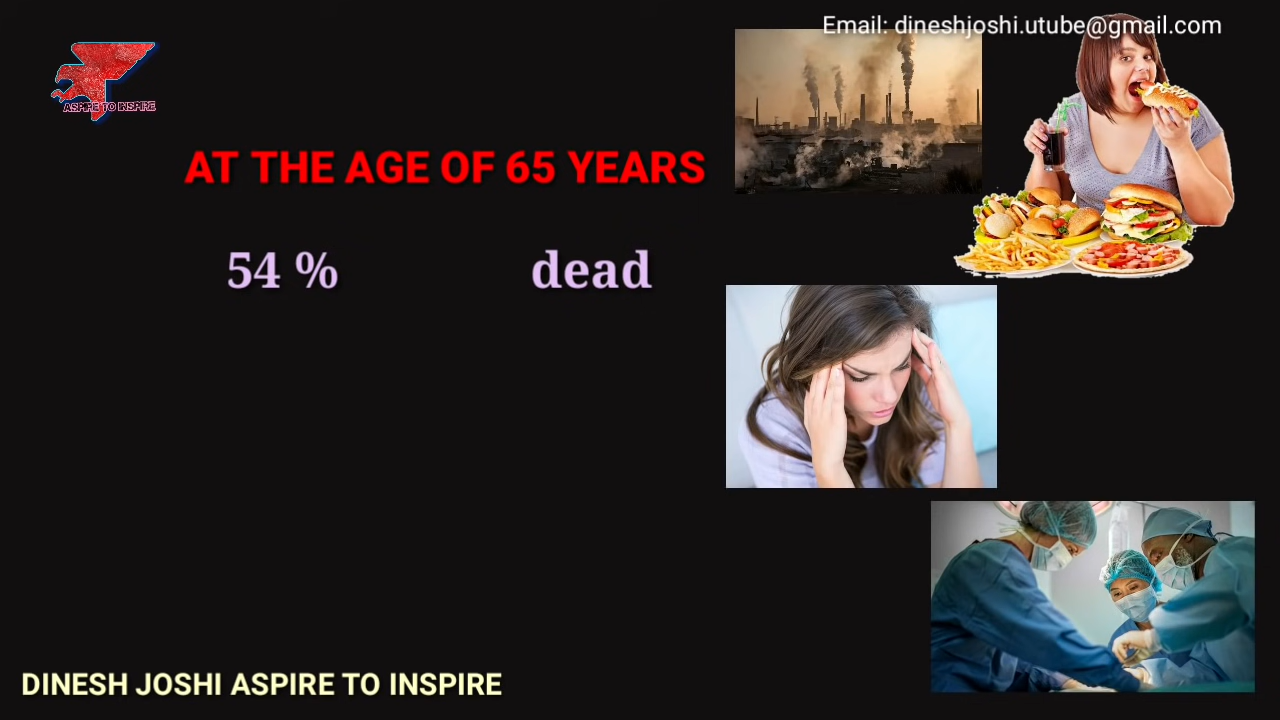 Email: dineshjoshi.utube@gmail.com
ASPIRE TO INSPIRE
AT THE AGE OF 65 YEARS
54 % dead
DINESH JOSHI ASPIRE TO INSPIRE